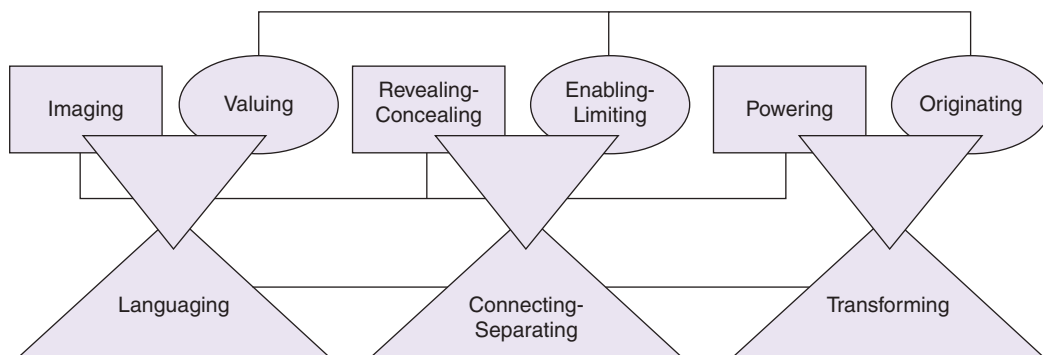 Imaging
Valuing
Revealing-
Concealing
Enabling-
Limiting
Powering
Originating
Languaging
Connecting-
Separating
Transforming